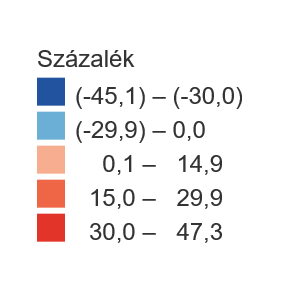 Százalék
(-45,1) – (-30,0)
(-29,9) – 0,0
0,1 – 14,9
15,0 – 29,9
30,0 – 47,3